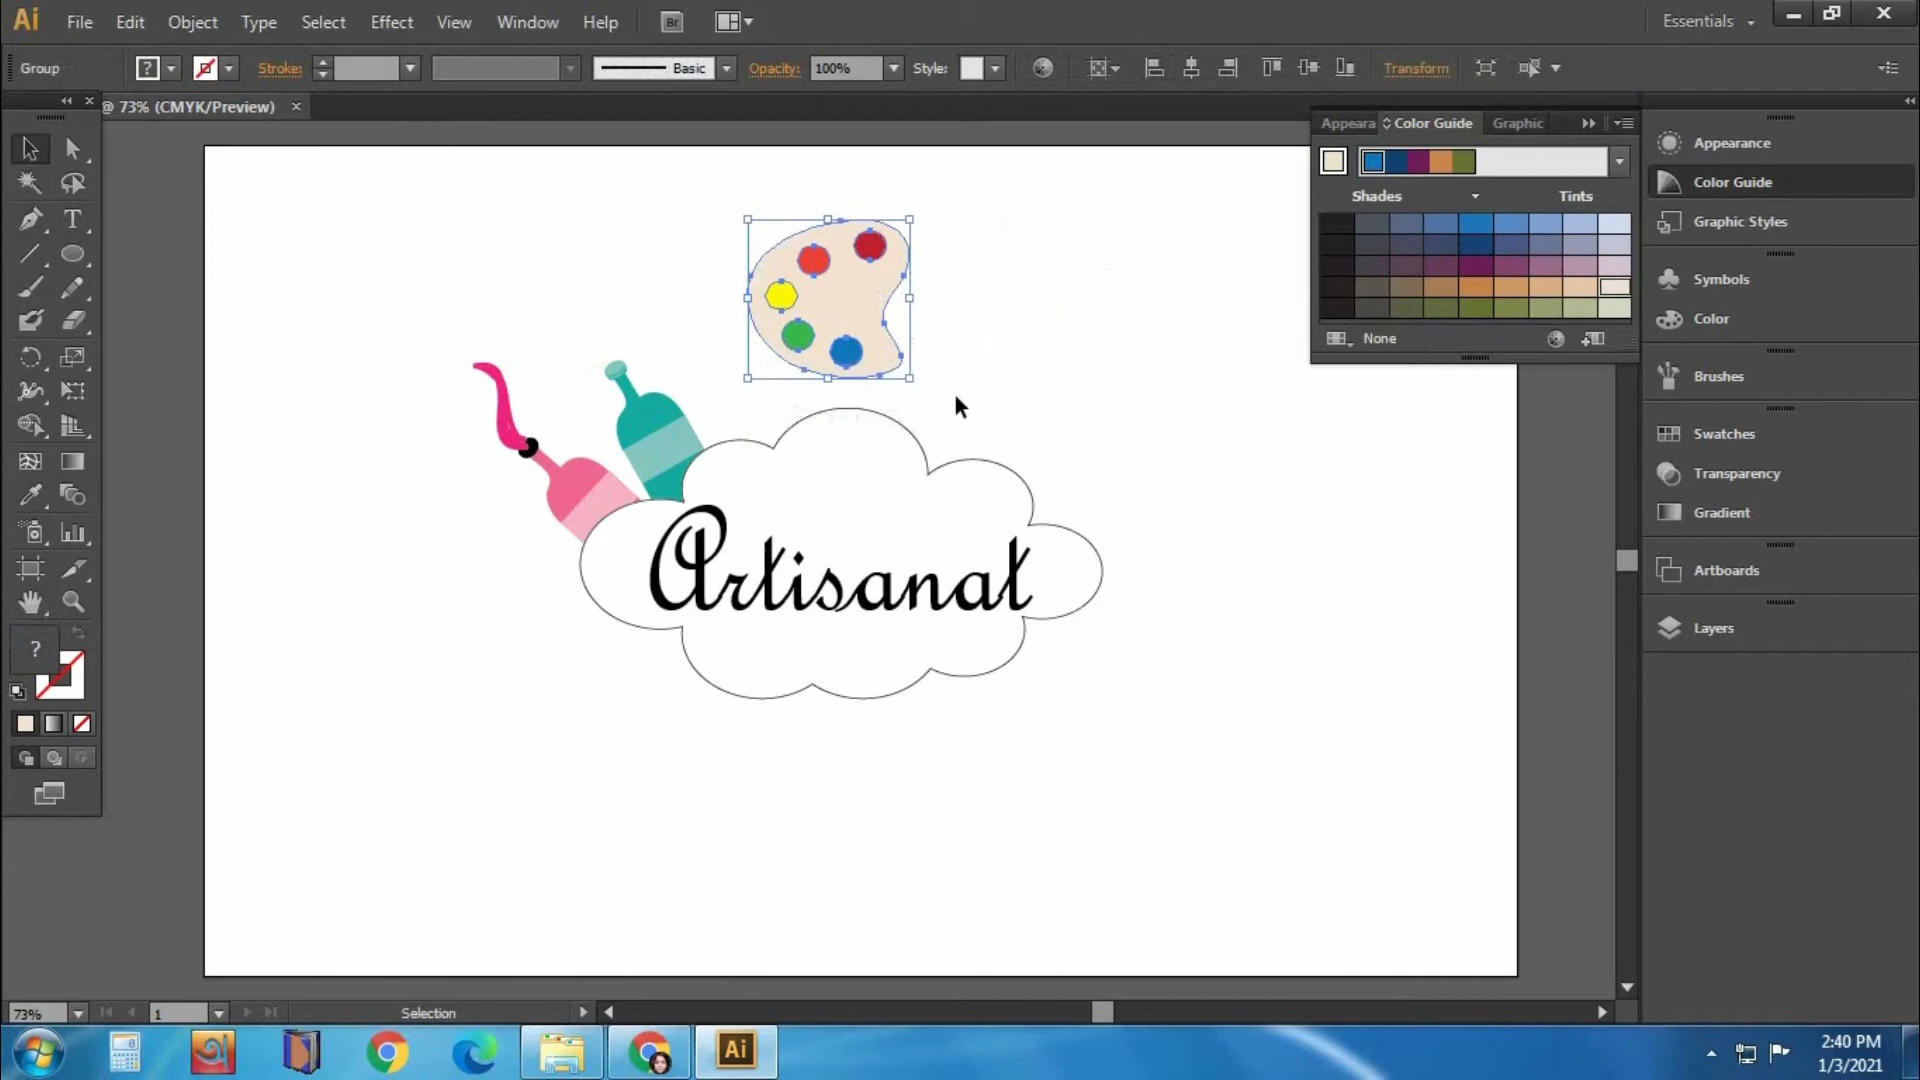 Ai File Edit Object Type Select Effect View Window Help Br Essentials
Group ? Stroke: Basic Opacity: 100% Style: Transform
@ 73% (CMYK/Preview) ×
Appeara Color Guide Graphic
Shades Tints
None
Appearance
Color Guide
Graphic Styles
Symbols
Color
Brushes
Swatches
Transparency
Gradient
Artboards
Layers
T
?
Artisanat
73% 1 Selection
Ai
2:40 PM
1/3/2021